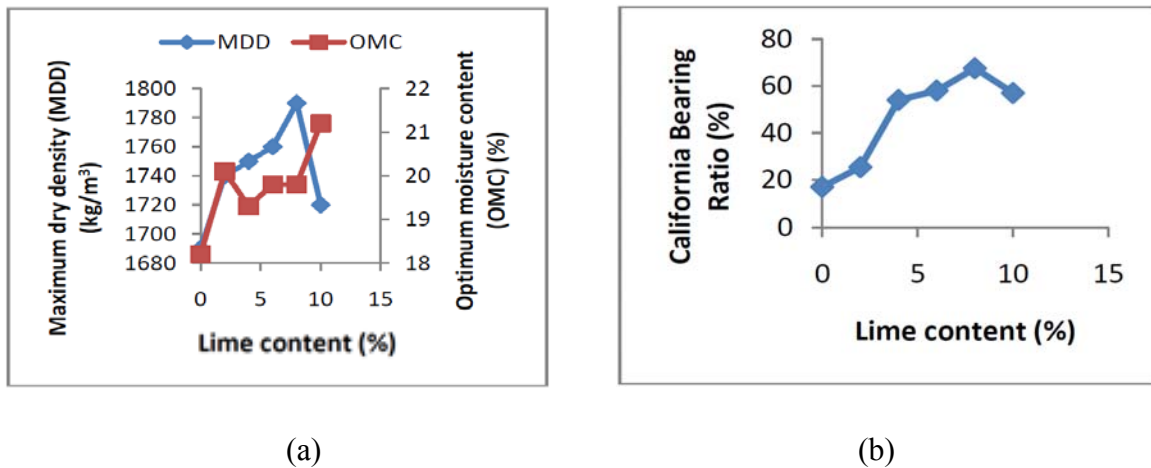 MDD OMC
Maximum dry density (MDD)
(kg/m³)
1800
1780
1760
1740
1720
1700
1680
22
21
20
19
18
Optimum moisture content
(OMC) (%)
0 5 10 15
Lime content (%)
(a)
California Bearing
Ratio (%)
80
60
40
20
0
0 5 10 15
Lime content (%)
(b)